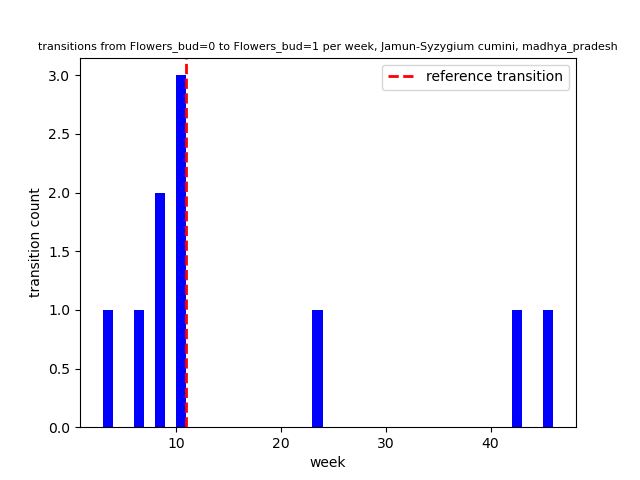 transitions from Flowers_bud=0 to Flowers_bud=1 per week, Jamun-Syzygium cumini, madhya_pradesh
reference transition
3.0
2.5
2.0
1.5
1.0
0.5
0.0
transition count
10 20 30 40
week